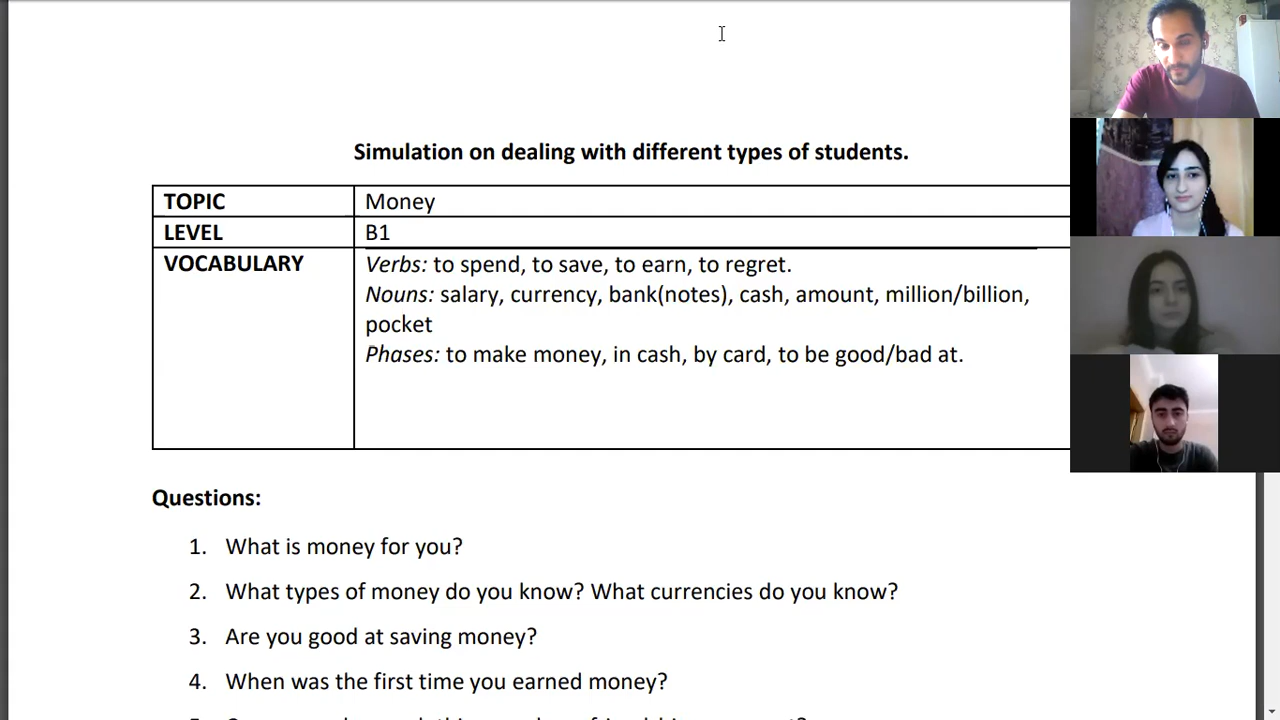 Simulation on dealing with different types of students.
TOPIC
Money
LEVEL
B1
VOCABULARY
Verbs: to spend, to save, to earn, to regret.
Nouns: salary, currency, bank(notes), cash, amount, million/billion,
pocket
Phases: to make money, in cash, by card, to be good/bad at.
Questions:
1. What is money for you?
2. What types of money do you know? What currencies do you know?
3. Are you good at saving money?
4. When was the first time you earned money?